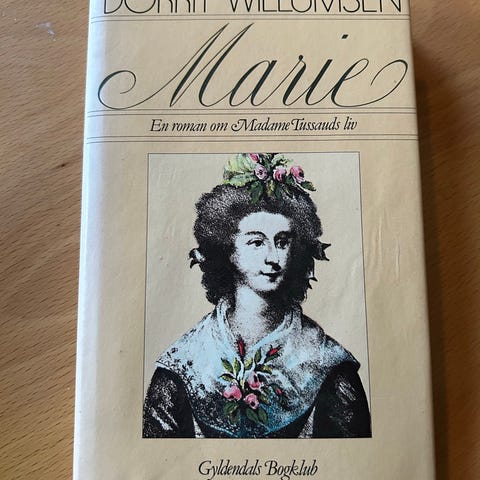 DORRIT WILLUMSEN
Marie
En roman om Madame Tussauds liv
Gyldendals Bogklub